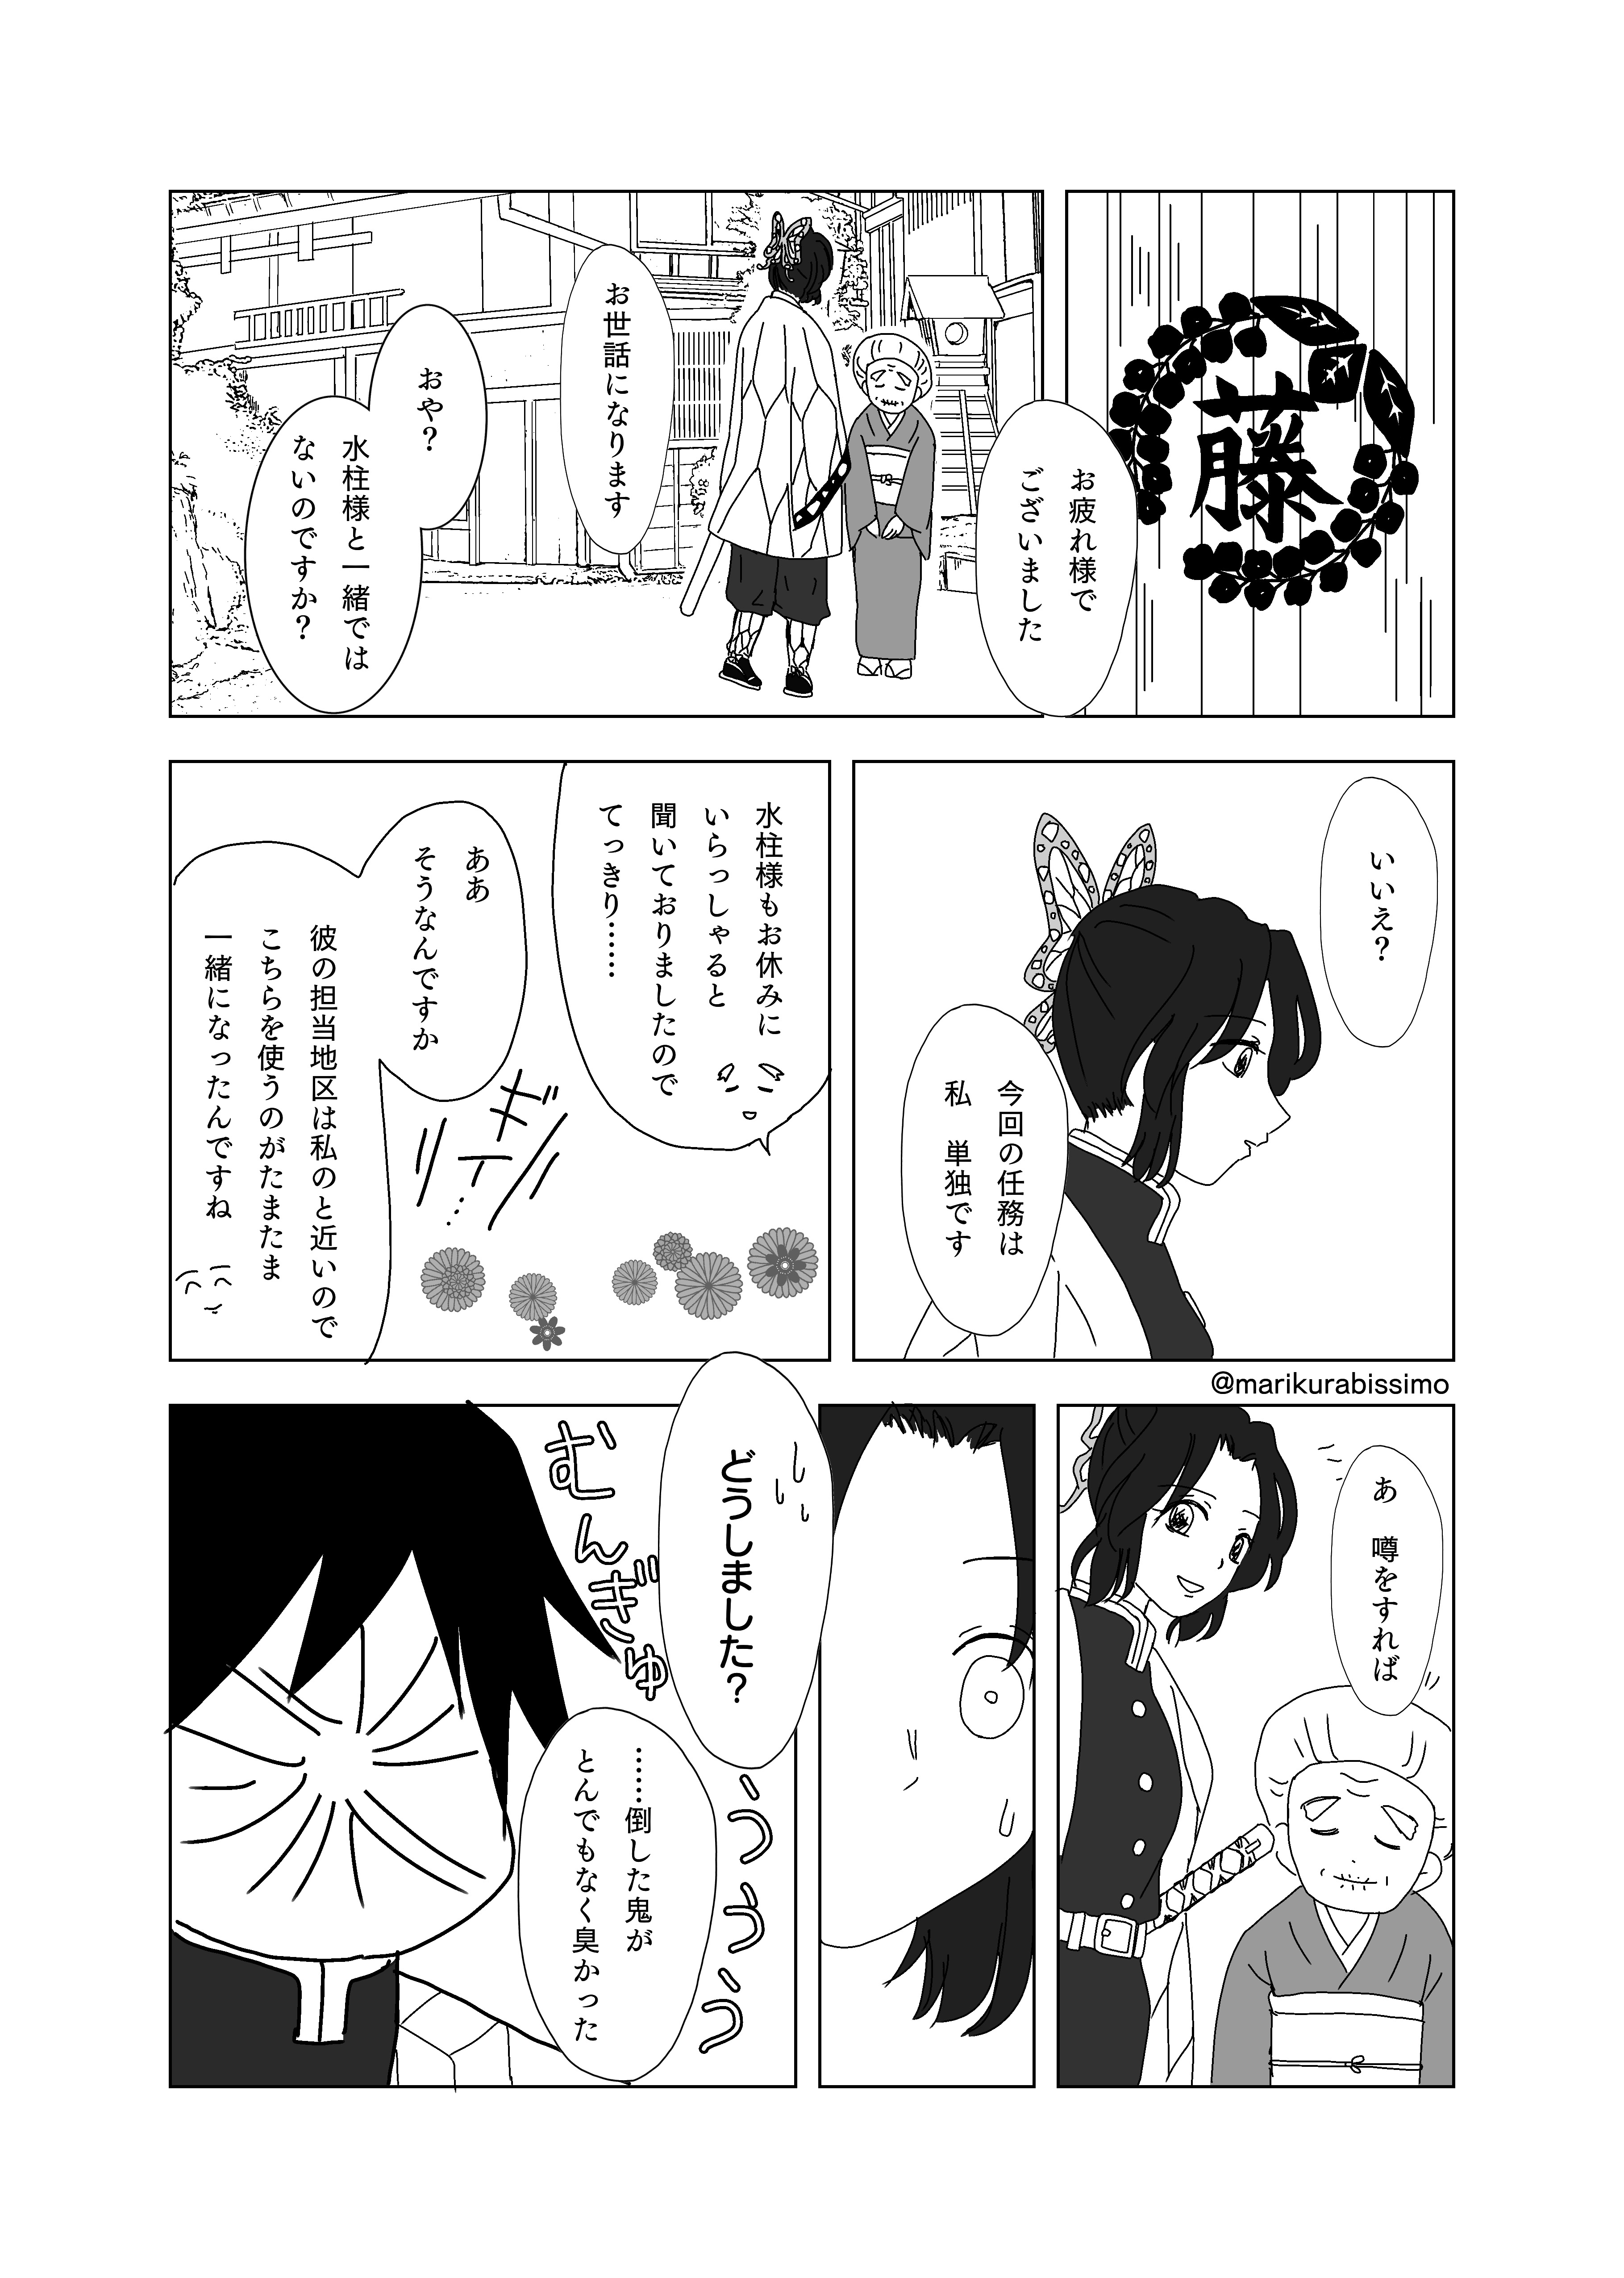 藤
お疲れ様で
ございました
お世話になります
おや?
水柱様と一緒では
ないのですか?
いいえ?
今回の任務は
私 単独です
水柱様もお休みに
いらっしゃると
聞いておりましたので
てっきり……
ギィ…
ああ
そうなんですか
彼の担当地区は私のと近いので
こちらを使うのがたまたま
一緒になったんですね
@marikurabissimo
あ 噂をすれば
どうしました?
むんぎゅ
ううう
……倒した鬼が
とんでもなく臭かった